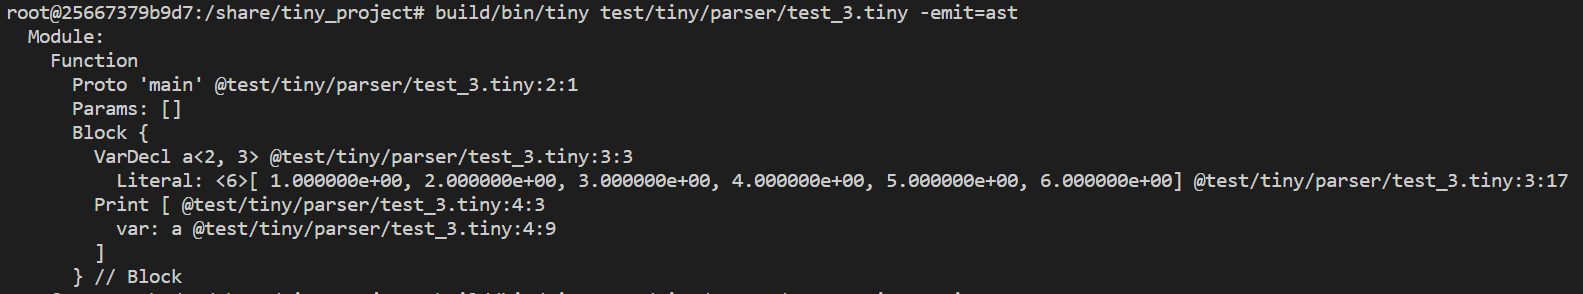 root@25667379b9d7:/share/tiny_project# build/bin/tiny test/tiny/parser/test_3.tiny -emit=ast
Module:
Function
Proto 'main' @test/tiny/parser/test_3.tiny:2:1
Params: []
Block {
VarDecl a<2, 3> @test/tiny/parser/test_3.tiny:3:3
Literal: <6>[ 1.000000e+00, 2.000000e+00, 3.000000e+00, 4.000000e+00, 5.000000e+00, 6.000000e+00] @test/tiny/parser/test_3.tiny:3:17
Print [ @test/tiny/parser/test_3.tiny:4:3
var: a @test/tiny/parser/test_3.tiny:4:9
]
} // Block